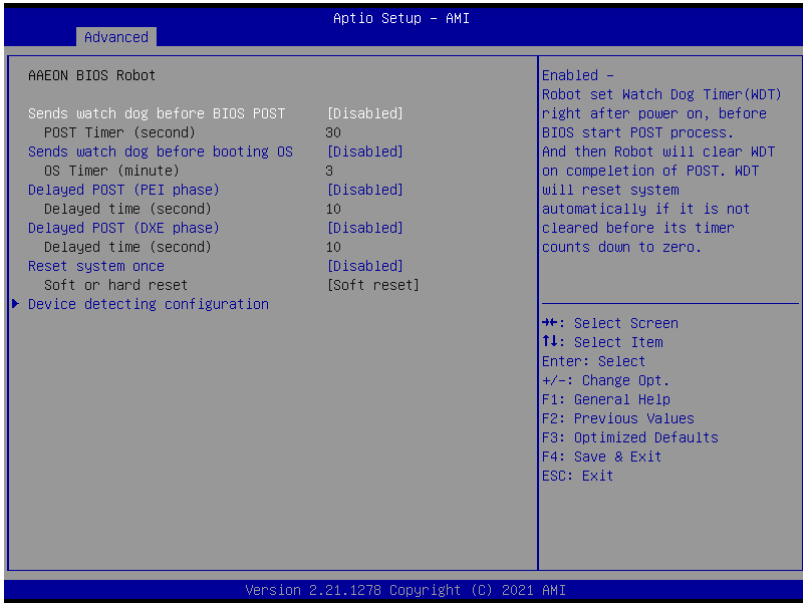 Aptio Setup – AMI
Advanced
AAEON BIOS Robot
Sends watch dog before BIOS POST [Disabled]
POST Timer (second) 30
Sends watch dog before booting OS [Disabled]
OS Timer (minute) 3
Delayed POST (PEI phase) [Disabled]
Delayed time (second) 10
Delayed POST (DXE phase) [Disabled]
Delayed time (second) 10
Reset system once [Disabled]
Soft or hard reset [Soft reset]
Device detecting configuration
Enabled –
Robot set Watch Dog Timer(WDT)
right after power on, before
BIOS start POST process.
And then Robot will clear WDT
on compeletion of POST. WDT
will reset system
automatically if it is not
cleared before its timer
counts down to zero.
→←: Select Screen
↑↓: Select Item
Enter: Select
+/-: Change Opt.
F1: General Help
F2: Previous Values
F3: Optimized Defaults
F4: Save & Exit
ESC: Exit
Version 2.21.1278 Copyright (C) 2021 AMI